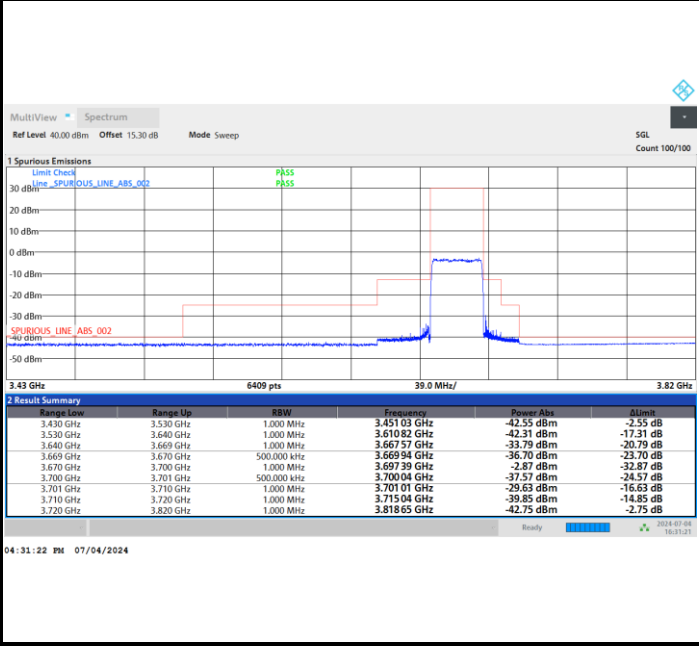 MultiView Spectrum
Ref Level 40.00 dBm Offset 15.30 dB Mode Sweep SGL
Count 100/100
1 Spurious Emissions
Limit Check PASS
Line _SPURIOUS_LINE_ABS_002 PASS
30 dBm
20 dBm
10 dBm
0 dBm
-10 dBm
-20 dBm
-30 dBm
_SPURIOUS_LINE_ABS_002
-40 dBm
-50 dBm
3.43 GHz 6409 pts 39.0 MHz/ 3.82 GHz
2 Result Summary
Range Low Range Up RBW Frequency Power Abs ΔLimit
3.430 GHz 3.530 GHz 1.000 MHz 3.451 03 GHz -42.55 dBm -2.55 dB
3.530 GHz 3.640 GHz 1.000 MHz 3.610 82 GHz -42.31 dBm -17.31 dB
3.640 GHz 3.669 GHz 1.000 MHz 3.667 57 GHz -33.79 dBm -20.79 dB
3.669 GHz 3.670 GHz 500.000 kHz 3.669 94 GHz -36.70 dBm -23.70 dB
3.670 GHz 3.700 GHz 1.000 MHz 3.697 39 GHz -2.87 dBm -32.87 dB
3.700 GHz 3.701 GHz 500.000 kHz 3.700 04 GHz -37.57 dBm -24.57 dB
3.701 GHz 3.710 GHz 1.000 MHz 3.701 01 GHz -29.63 dBm -16.63 dB
3.710 GHz 3.720 GHz 1.000 MHz 3.715 04 GHz -39.85 dBm -14.85 dB
3.720 GHz 3.820 GHz 1.000 MHz 3.818 65 GHz -42.75 dBm -2.75 dB
Ready 2024-07-04
16:31:21
04:31:22 PM 07/04/2024